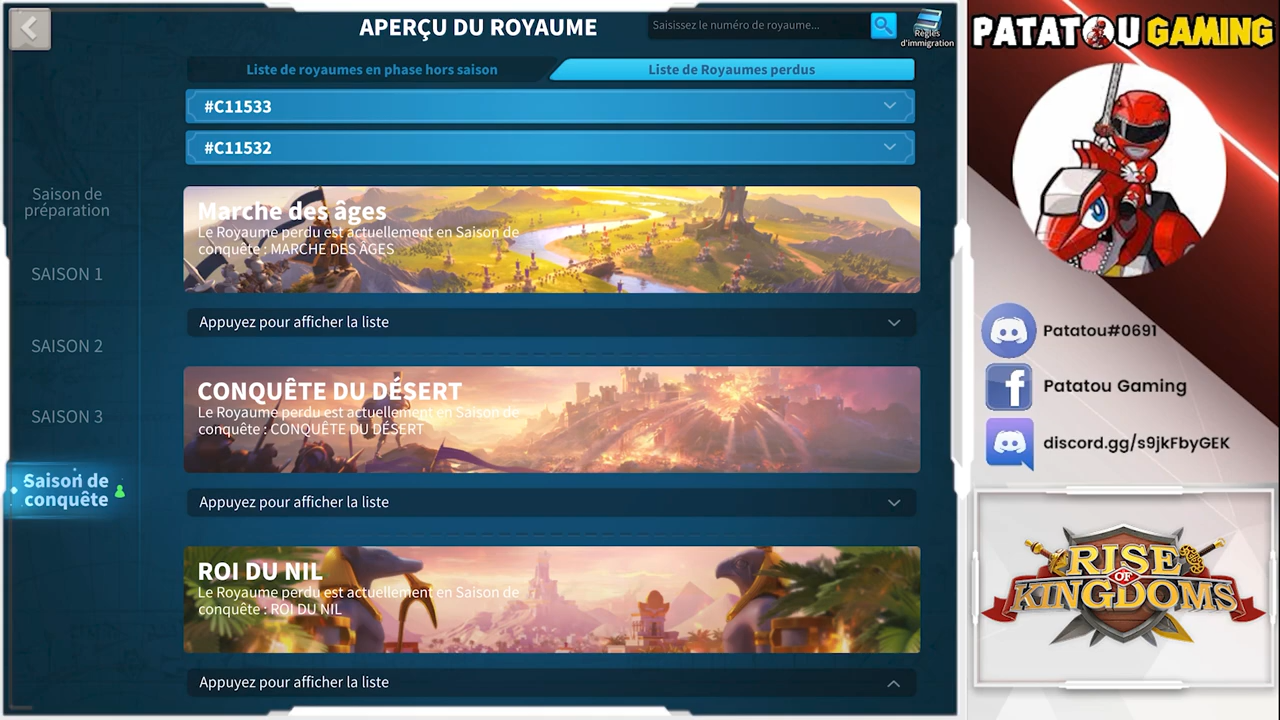 APERÇU DU ROYAUME
Saisissez le numéro de royaume...
Règles
d'immigration
Liste de royaumes en phase hors saison
Liste de Royaumes perdus
#C11533
#C11532
Saison de
préparation
SAISON 1
SAISON 2
SAISON 3
Saison de
conquête
Marche des âges
Le Royaume perdu est actuellement en Saison de
conquête : MARCHE DES ÂGES
Appuyez pour afficher la liste
CONQUÊTE DU DÉSERT
Le Royaume perdu est actuellement en Saison de
conquête : CONQUÊTE DU DÉSERT
Appuyez pour afficher la liste
ROI DU NIL
Le Royaume perdu est actuellement en Saison de
conquête : ROI DU NIL
Appuyez pour afficher la liste
PATATOU GAMING
Patatou#0691
Patatou Gaming
discord.gg/s9jkFbyGEK
RISE
OF
KINGDOMS